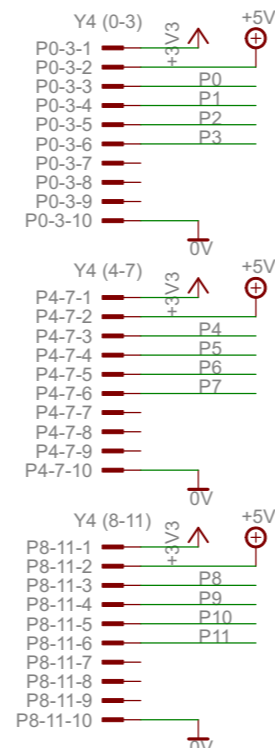 Y4 (0-3)
+5V
P0-3-1
+3V3
P0-3-2
P0-3-3 P0
P0-3-4 P1
P0-3-5 P2
P0-3-6 P3
P0-3-7
P0-3-8
P0-3-9
P0-3-10
0V
Y4 (4-7)
+5V
P4-7-1
+3V3
P4-7-2
P4-7-3 P4
P4-7-4 P5
P4-7-5 P6
P4-7-6 P7
P4-7-7
P4-7-8
P4-7-9
P4-7-10
0V
Y4 (8-11)
+5V
P8-11-1
+3V3
P8-11-2
P8-11-3 P8
P8-11-4 P9
P8-11-5 P10
P8-11-6 P11
P8-11-7
P8-11-8
P8-11-9
P8-11-10
0V